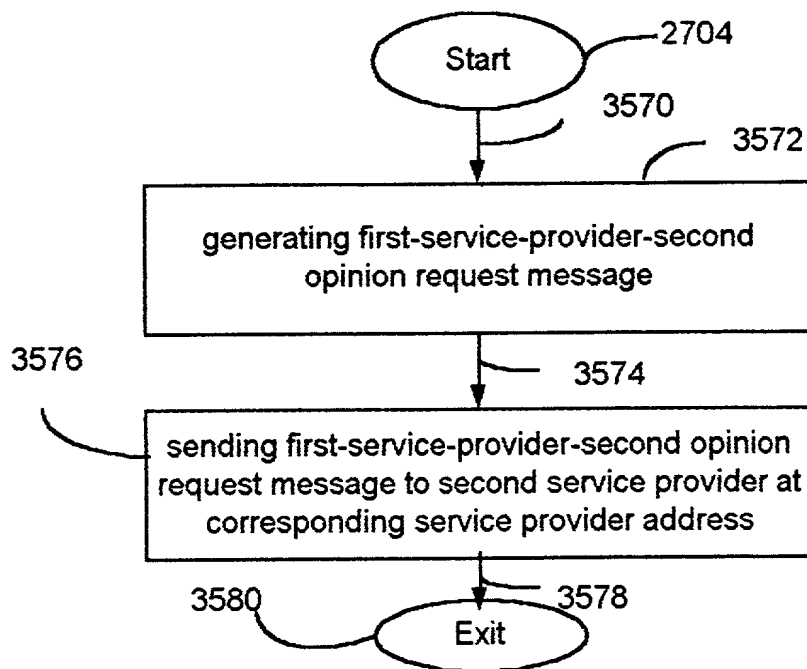 Start
2704
3570
3572
generating first-service-provider-second
opinion request message
3576
3574
sending first-service-provider-second opinion
request message to second service provider at
corresponding service provider address
3580
3578
Exit